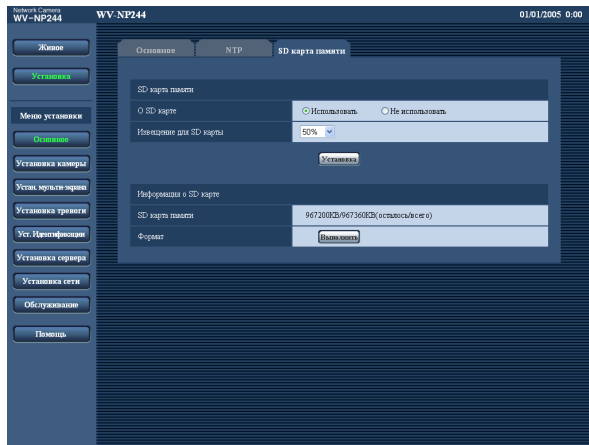 Network Camera
WV-NP244
WV-NP244
01/01/2005 0:00
Живое
Установка
Меню установки
Основное
Установка камеры
Устан. мульти-экрана
Установка тревоги
Уст. Идентификации
Установка сервера
Установка сети
Обслуживание
Помощь
Основное
NTP
SD карта памяти
SD карта памяти
О SD карте
Использовать
Не использовать
Извещение для SD карты
50%
Установка
Информация о SD карте
SD карта памяти
967200KB/967360KB(осталось/всего)
Формат
Выполнить